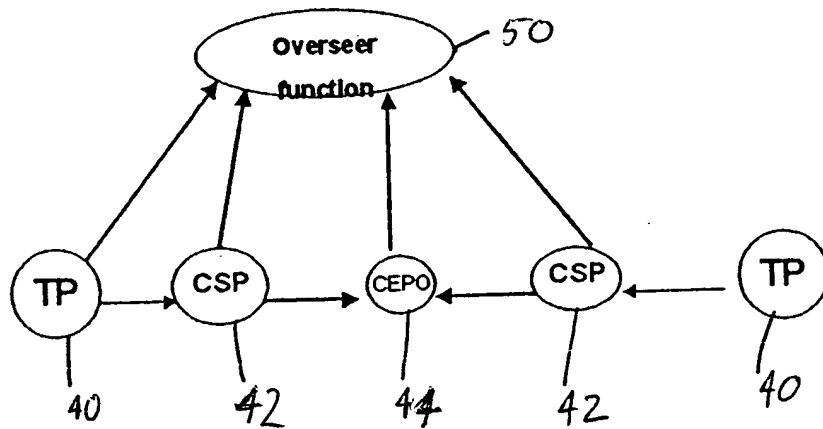 Overseer
function
50
TP
CSP
CEPO
CSP
TP
40
42
44
42
40